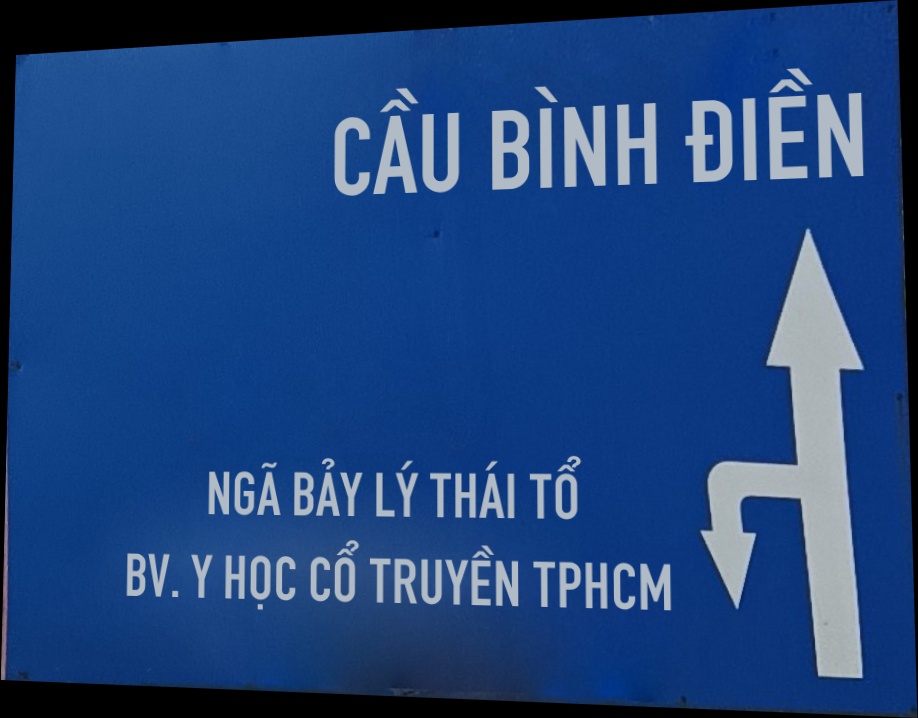 CẦU BÌNH ĐIỀN
NGÃ BẢY LÝ THÁI TỔ
BV. Y HỌC CỔ TRUYỀN TPHCM